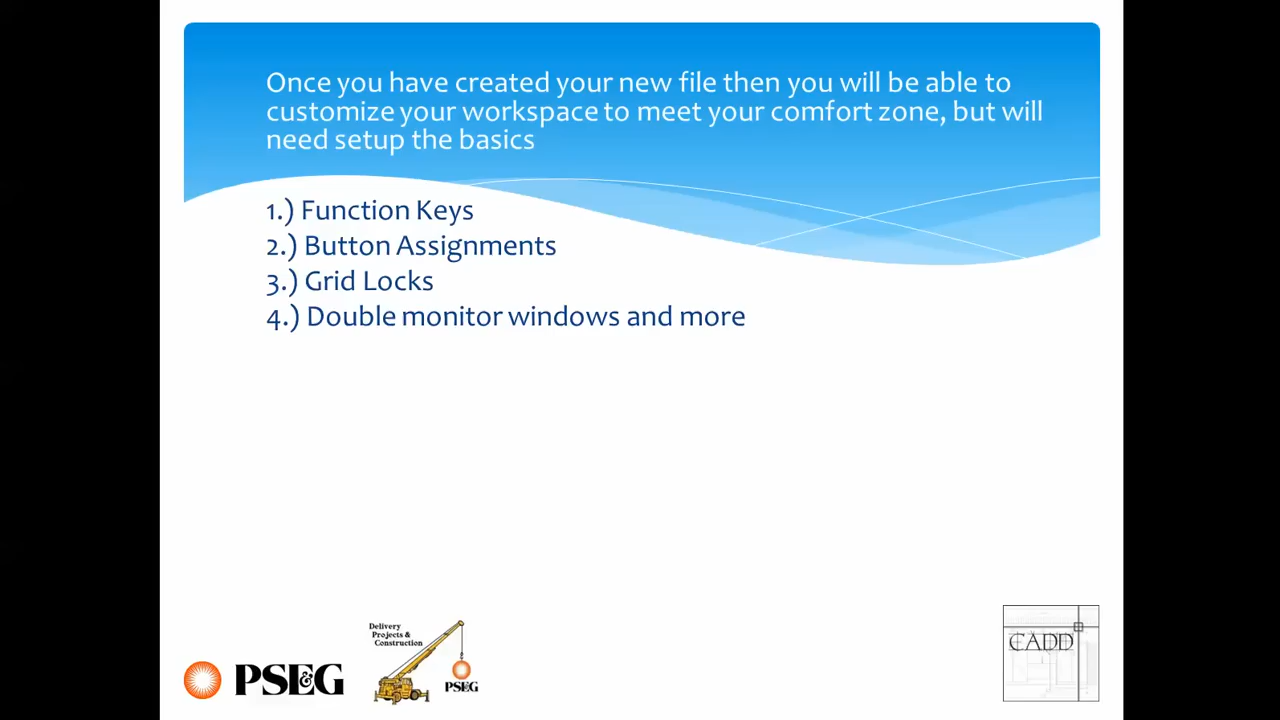 Once you have created your new file then you will be able to
customize your workspace to meet your comfort zone, but will
need setup the basics
1.) Function Keys
2.) Button Assignments
3.) Grid Locks
4.) Double monitor windows and more
Delivery
Projects &
Construction
PSE&G
PSEG
CADD